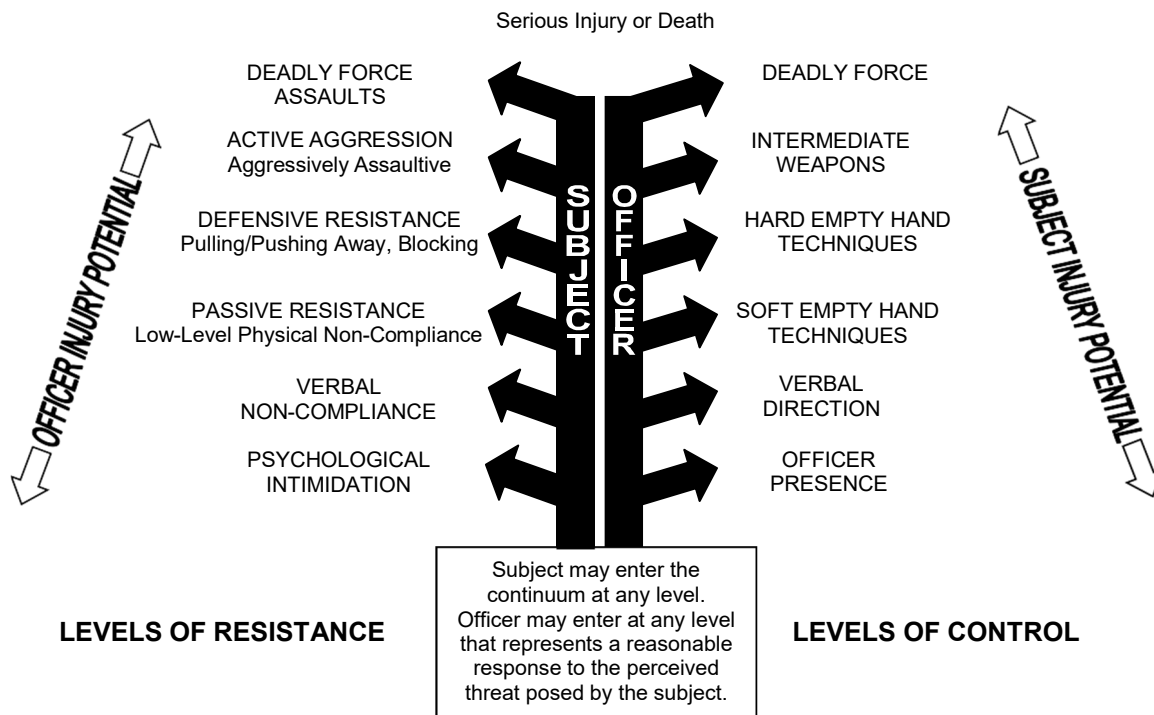 Serious Injury or Death
DEADLY FORCE
ASSAULTS
DEADLY FORCE
ACTIVE AGGRESSION
Aggressively Assaultive
INTERMEDIATE
WEAPONS
DEFENSIVE RESISTANCE
Pulling/Pushing Away, Blocking
HARD EMPTY HAND
TECHNIQUES
PASSIVE RESISTANCE
Low-Level Physical Non-Compliance
SOFT EMPTY HAND
TECHNIQUES
VERBAL
NON-COMPLIANCE
VERBAL
DIRECTION
PSYCHOLOGICAL
INTIMIDATION
OFFICER
PRESENCE
OFFICER INJURY POTENTIAL
SUBJECT
OFFICER
SUBJECT INJURY POTENTIAL
Subject may enter the
continuum at any level.
Officer may enter at any level
that represents a reasonable
response to the perceived
threat posed by the subject.
LEVELS OF RESISTANCE
LEVELS OF CONTROL